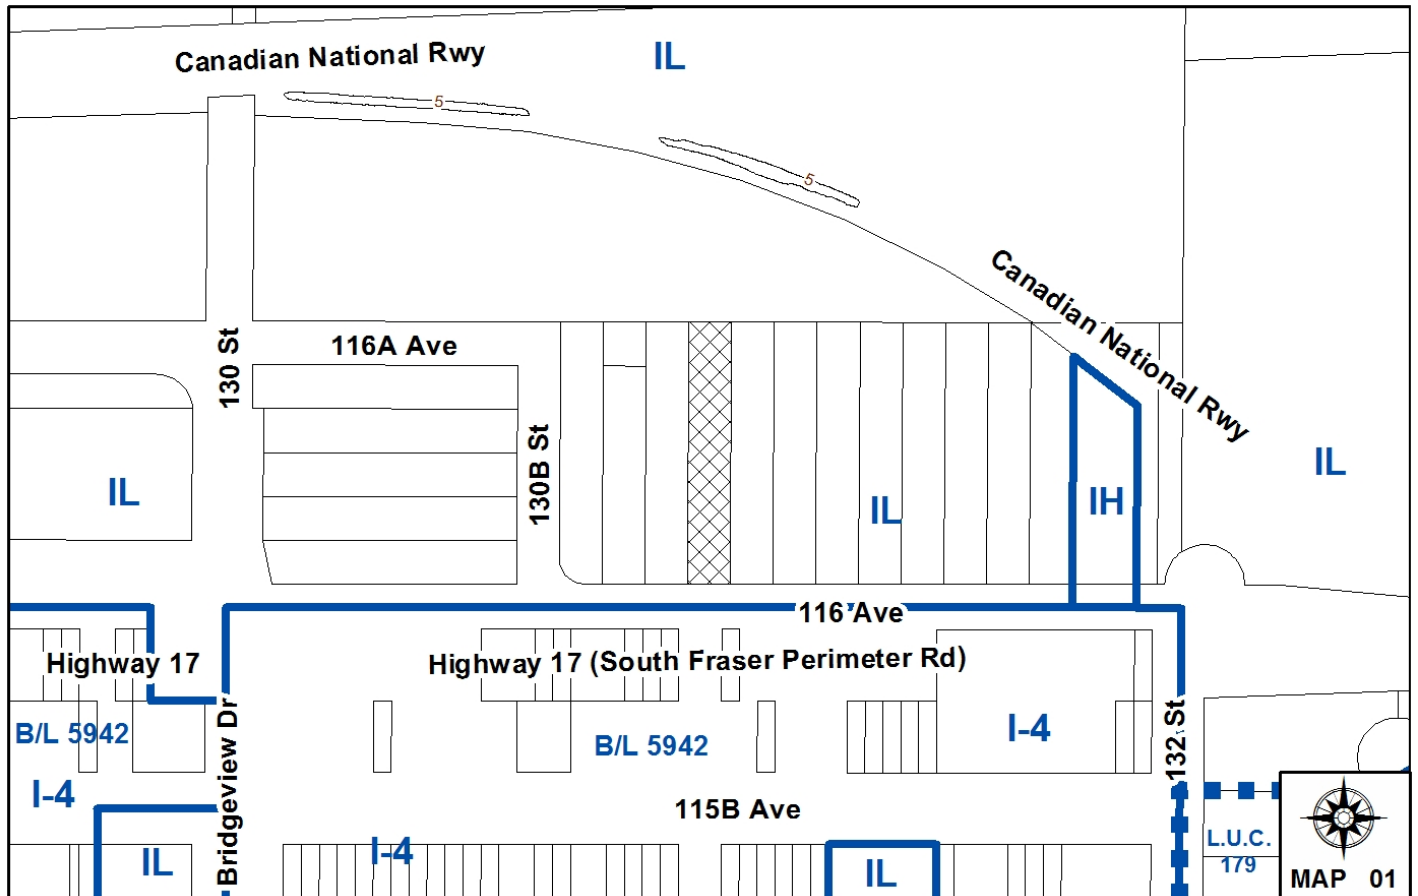 Canadian National Rwy
IL
5
5
Canadian National Rwy
130 St
116A Ave
130B St
IL
IL
IH
IL
116 Ave
Highway 17
Highway 17 (South Fraser Perimeter Rd)
B/L 5942
B/L 5942
I-4
132 St
Bridgeview Dr
I-4
115B Ave
I-4
IL
IL
L.U.C.
179
MAP 01